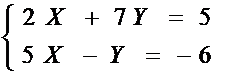 2 X + 7 Y = 5
5 X - Y = - 6